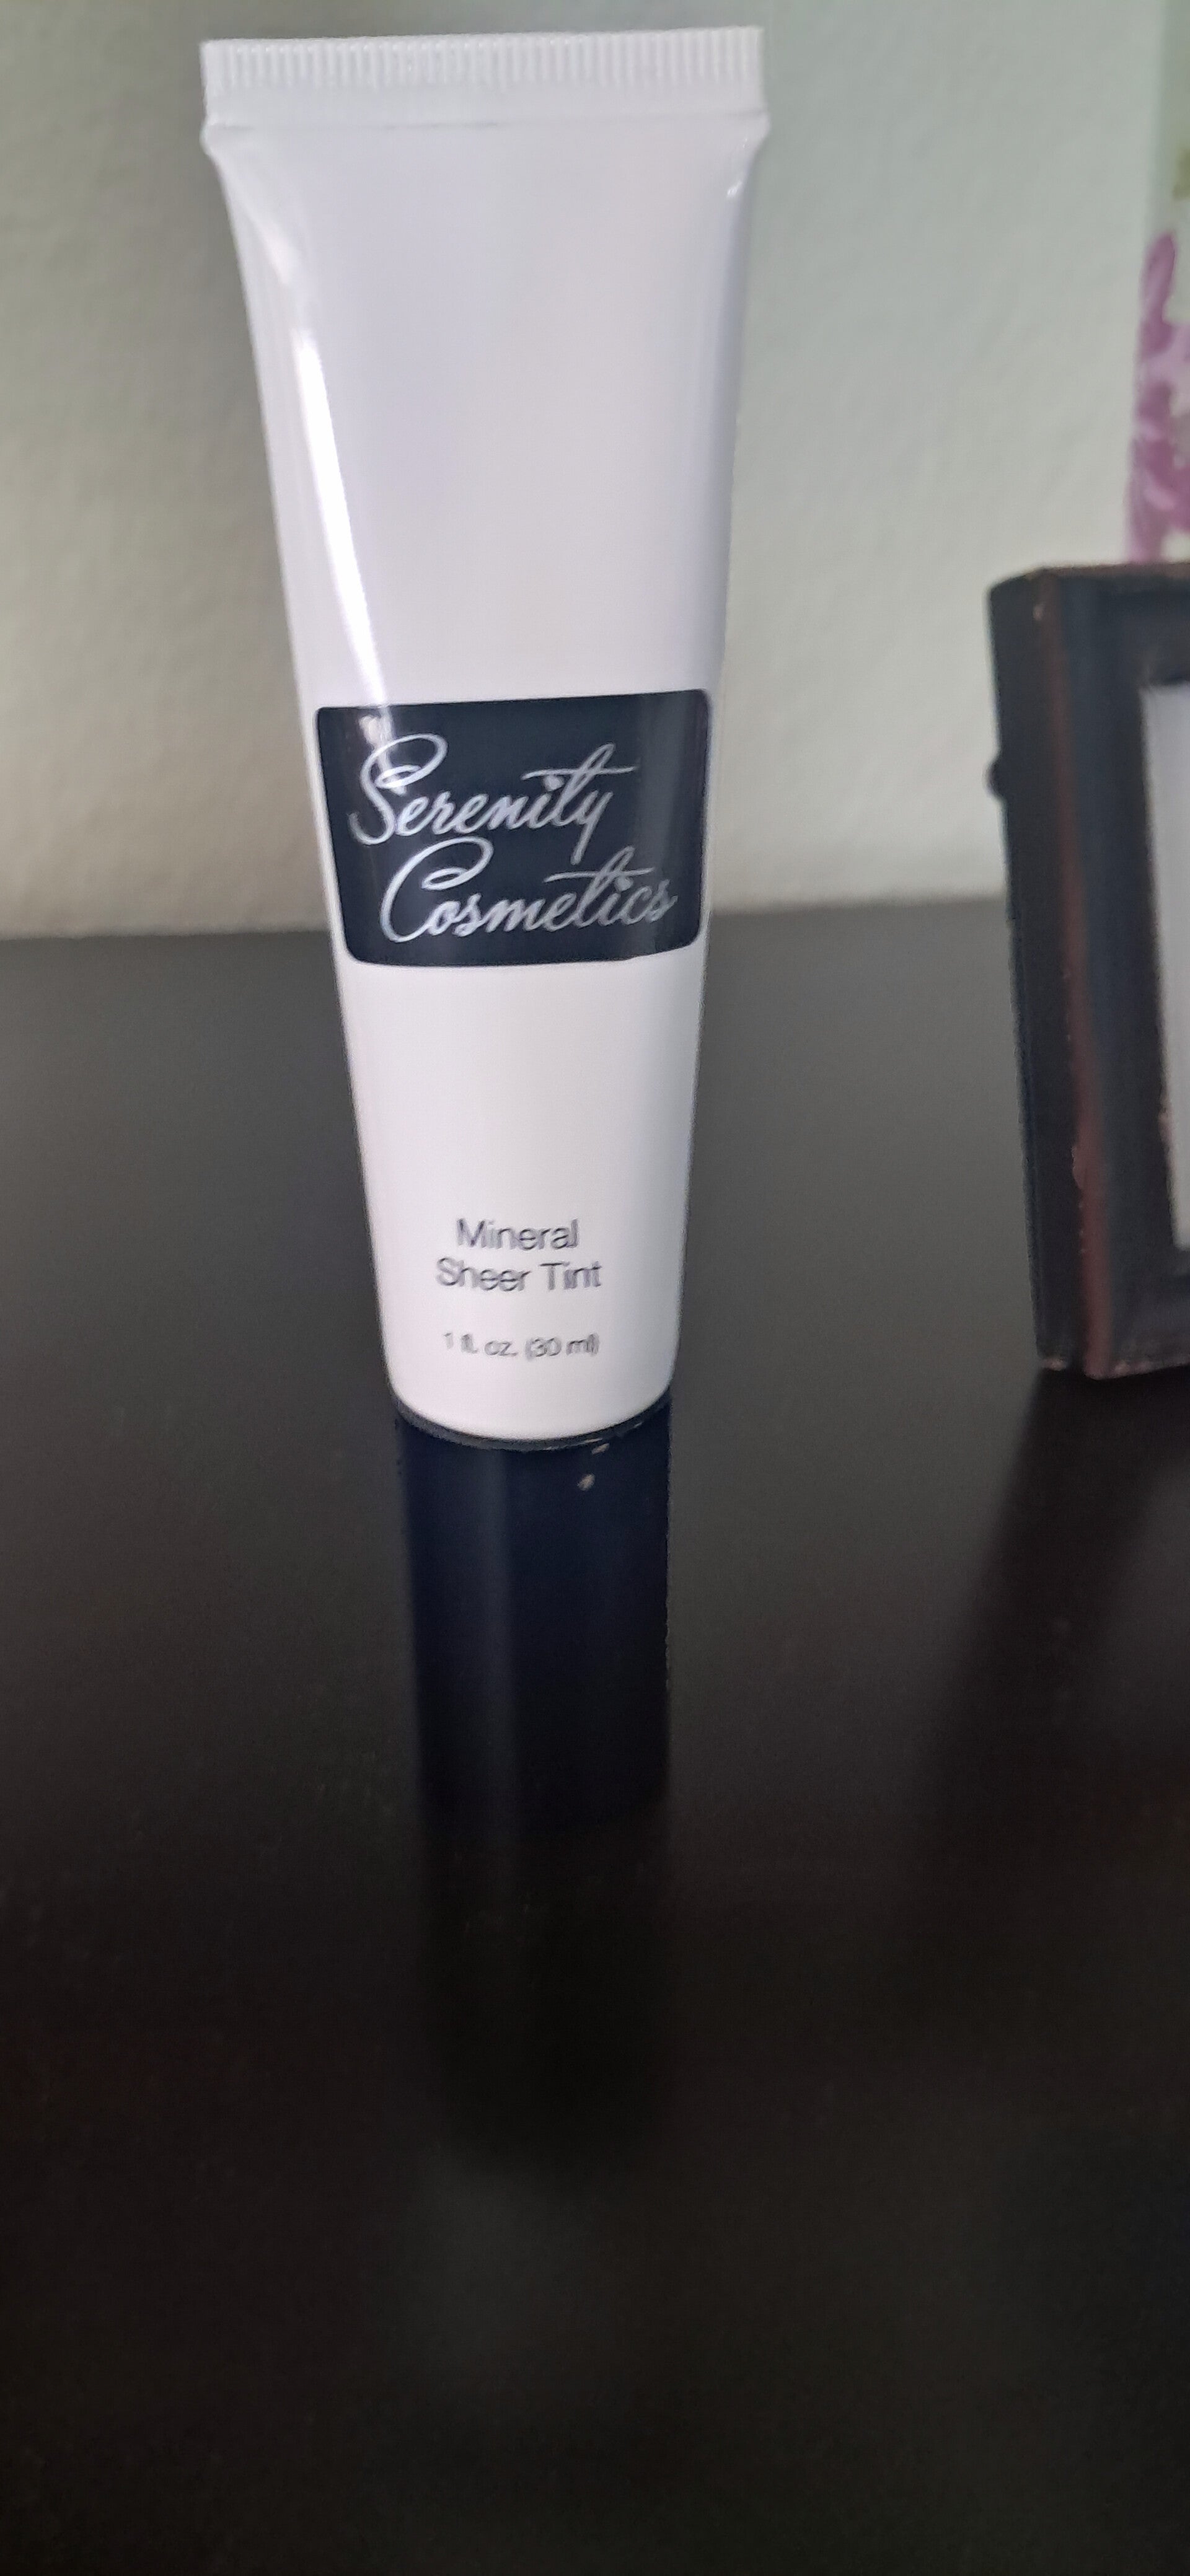 Serenity
Cosmetics
Mineral
Sheer Tint
1 fl. oz. (30 ml)